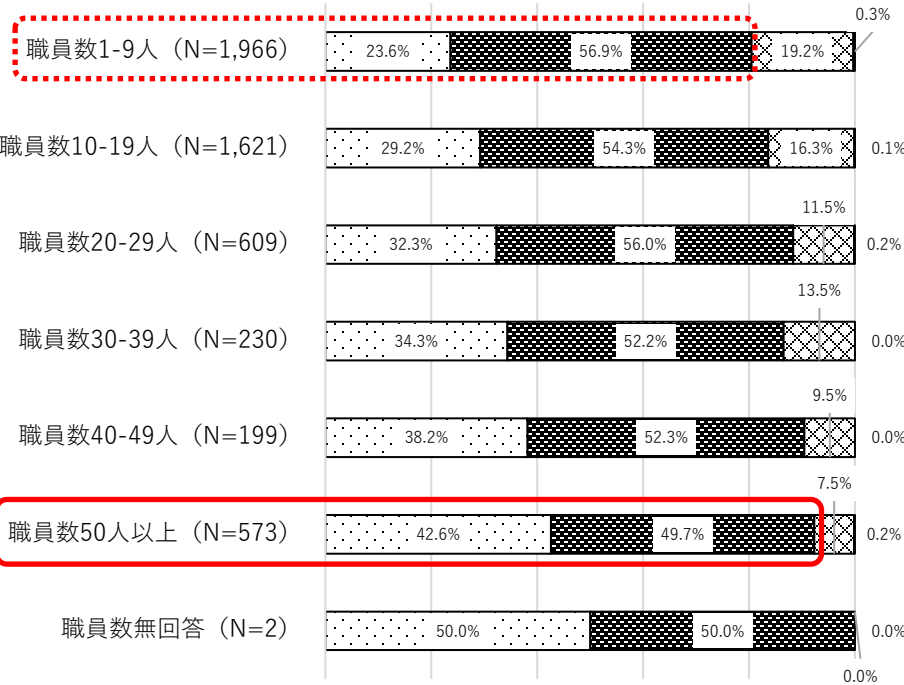 0.3%
職員数1-9人（N=1,966） 23.6% 56.9% 19.2%
職員数10-19人（N=1,621） 29.2% 54.3% 16.3% 0.1%
11.5%
職員数20-29人（N=609） 32.3% 56.0% 0.2%
13.5%
職員数30-39人（N=230） 34.3% 52.2% 0.0%
9.5%
職員数40-49人（N=199） 38.2% 52.3% 0.0%
7.5%
職員数50人以上（N=573） 42.6% 49.7% 0.2%
職員数無回答（N=2） 50.0% 50.0% 0.0%
0.0%